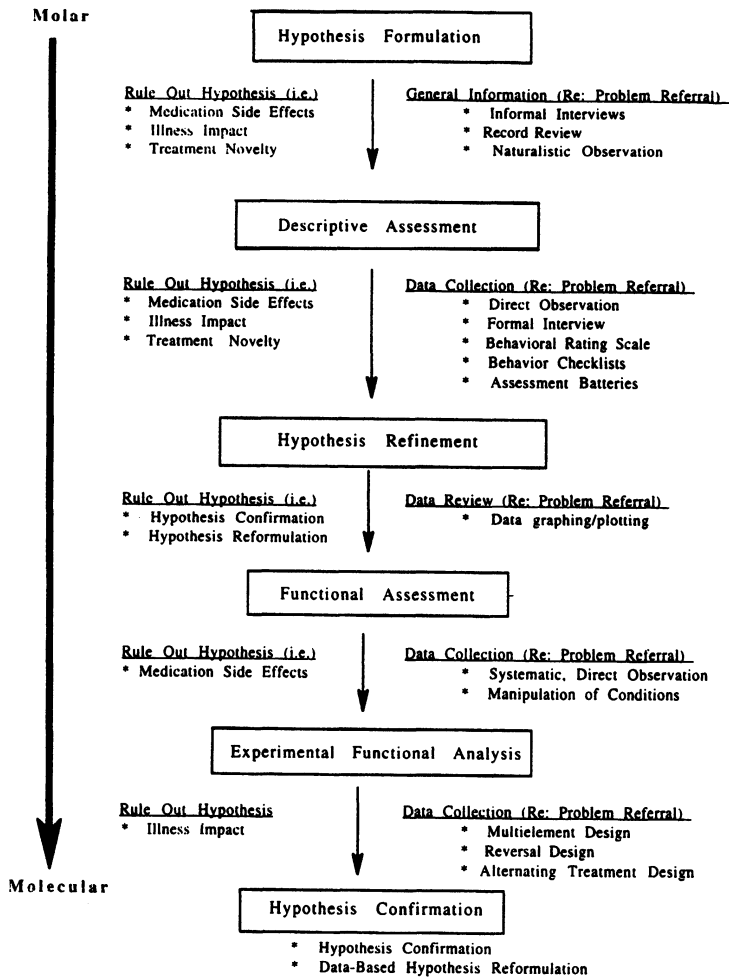 Molar
Hypothesis Formulation
Rule Out Hypothesis (i.e.)
* Medication Side Effects
* Illness Impact
* Treatment Novelty
General Information (Re: Problem Referral)
* Informal Interviews
* Record Review
* Naturalistic Observation
Descriptive Assessment
Rule Out Hypothesis (i.e.)
* Medication Side Effects
* Illness Impact
* Treatment Novelty
Data Collection (Re: Problem Referral)
* Direct Observation
* Formal Interview
* Behavioral Rating Scale
* Behavior Checklists
* Assessment Batteries
Hypothesis Refinement
Rule Out Hypothesis (i.e.)
* Hypothesis Confirmation
* Hypothesis Reformulation
Data Review (Re: Problem Referral)
* Data graphing/plotting
Functional Assessment
Rule Out Hypothesis (i.e.)
* Medication Side Effects
Data Collection (Re: Problem Referral)
* Systematic, Direct Observation
* Manipulation of Conditions
Experimental Functional Analysis
Rule Out Hypothesis
* Illness Impact
Data Collection (Re: Problem Referral)
* Multielement Design
* Reversal Design
* Alternating Treatment Design
Molecular
Hypothesis Confirmation
* Hypothesis Confirmation
* Data-Based Hypothesis Reformulation